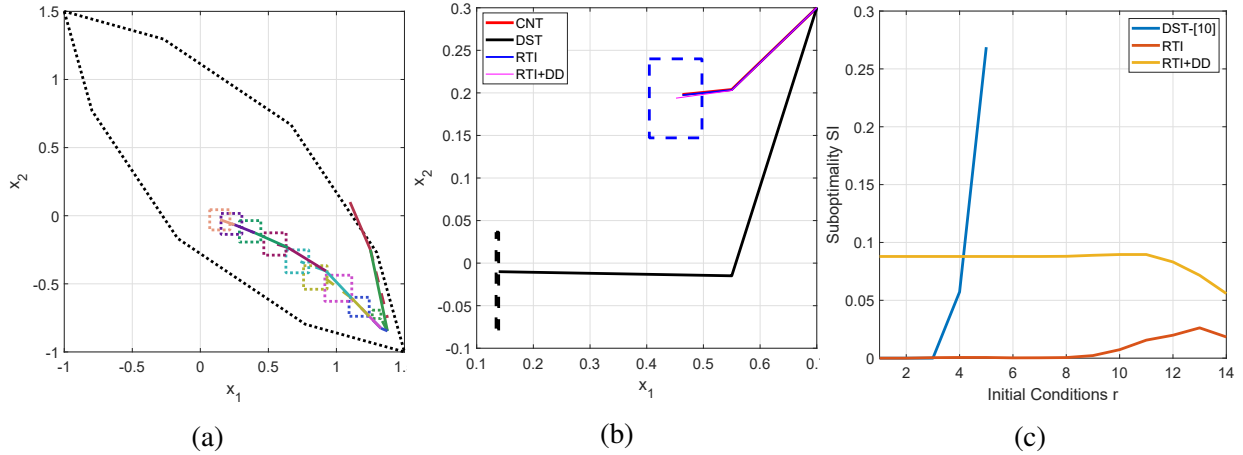 1.5
1
0.5
0
-0.5
-1
x2
-1 -0.5 0 0.5 1 1.
x1
(a)
0.3
0.25
0.2
0.15
0.1
0.05
0
-0.05
-0.1
x2
CNT
DST
RTI
RTI+DD
0.1 0.2 0.3 0.4 0.5 0.6 0.
x1
(b)
0.3
0.25
0.2
0.15
0.1
0.05
0
Suboptimality SI
DST-[10]
RTI
RTI+DD
2 4 6 8 10 12 14
Initial Conditions r
(c)